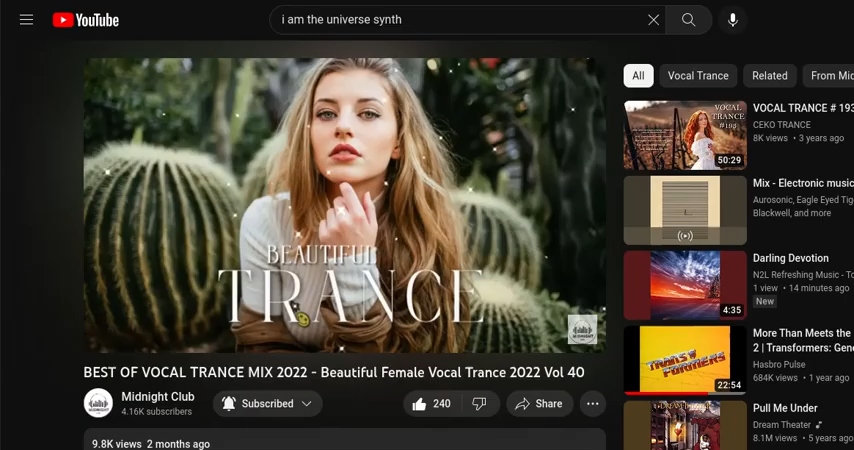 YouTube
i am the universe synth
BEAUTIFUL
TRANCE
BEST OF VOCAL TRANCE MIX 2022 - Beautiful Female Vocal Trance 2022 Vol 40
Midnight Club
4.16K subscribers
Subscribed
240
Share
9.8K views 2 months ago
All
Vocal Trance
Related
From Mid
VOCAL
TRANCE
#193
50:29
VOCAL TRANCE # 193
CEKO TRANCE
8K views • 3 years ago
Mix - Electronic music
Aurosonic, Eagle Eyed Tig
Blackwell, and more
4:35
Darling Devotion
N2L Refreshing Music - To
1 view • 14 minutes ago
New
TRANSFORMERS
22:54
More Than Meets the
2 | Transformers: Gene
Hasbro Pulse
684K views • 1 year ago
Pull Me Under
Dream Theater
8.1M views • 5 years ago